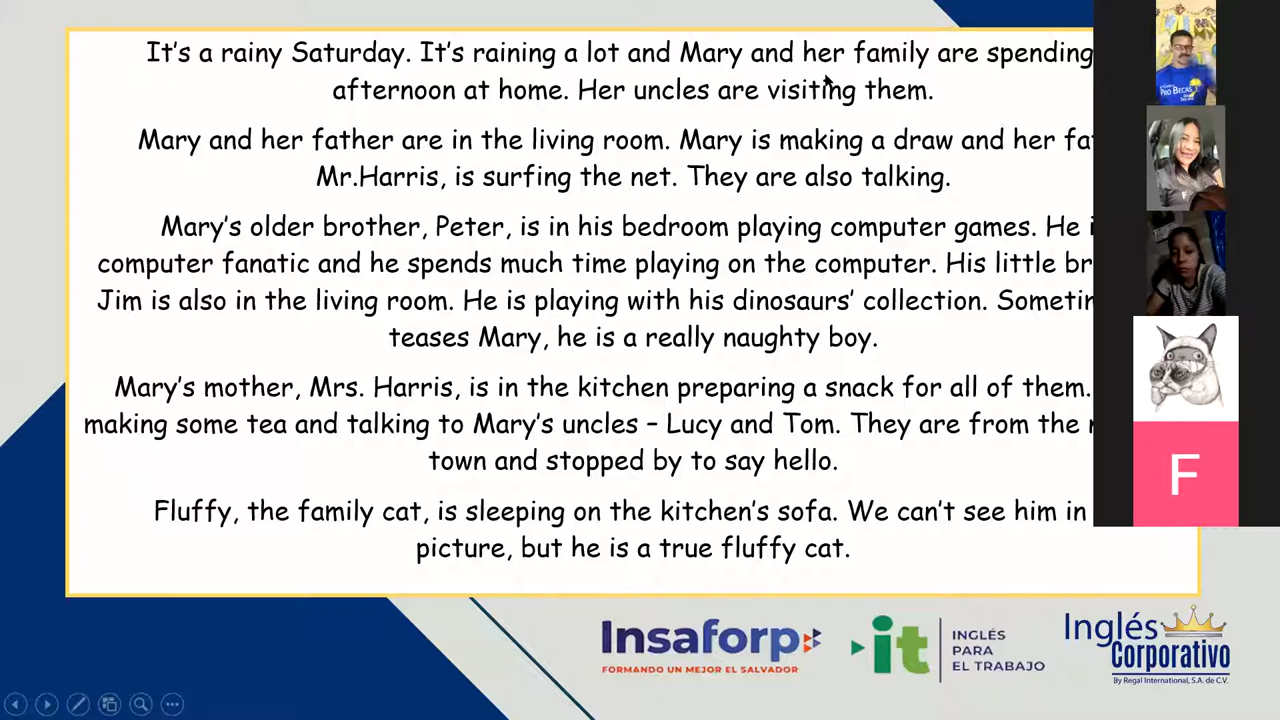 It's a rainy Saturday. It's raining a lot and Mary and her family are spending
afternoon at home. Her uncles are visiting them.
Mary and her father are in the living room. Mary is making a draw and her
Mr.Harris, is surfing the net. They are also talking.
Mary's older brother, Peter, is in his bedroom playing computer games. He
computer fanatic and he spends much time playing on the computer. His little
Jim is also in the living room. He is playing with his dinosaurs' collection.
teases Mary, he is a really naughty boy.
Mary's mother, Mrs. Harris, is in the kitchen preparing a snack for all of them.
making some tea and talking to Mary's uncles – Lucy and Tom. They are from the
town and stopped by to say hello.
Fluffy, the family cat, is sleeping on the kitchen's sofa. We can't see him in
picture, but he is a true fluffy cat.
PRO BECAS
F
Insaforp
FORMANDO UN MEJOR EL SALVADOR
it
INGLÉS
PARA
EL TRABAJO
Inglés
Corporativo
By Regal International, S.A. de C.V.